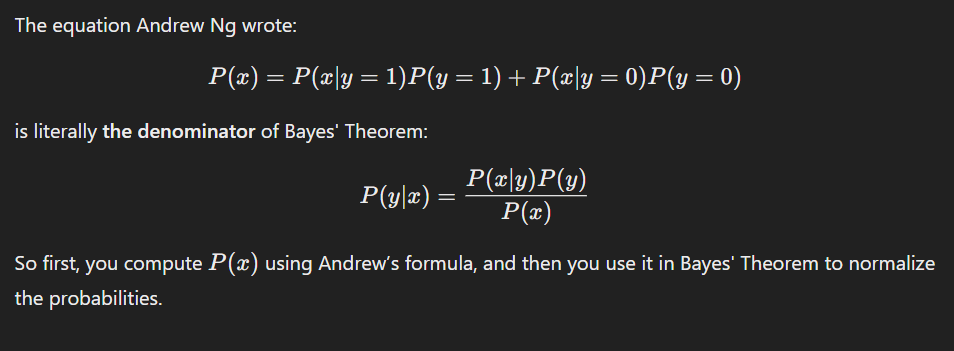 The equation Andrew Ng wrote:
P(x) = P(x|y = 1)P(y = 1) + P(x|y = 0)P(y = 0)
is literally the denominator of Bayes' Theorem:
P(y|x) = P(x|y)P(y) / P(x)
So first, you compute P(x) using Andrew's formula, and then you use it in Bayes' Theorem to normalize
the probabilities.